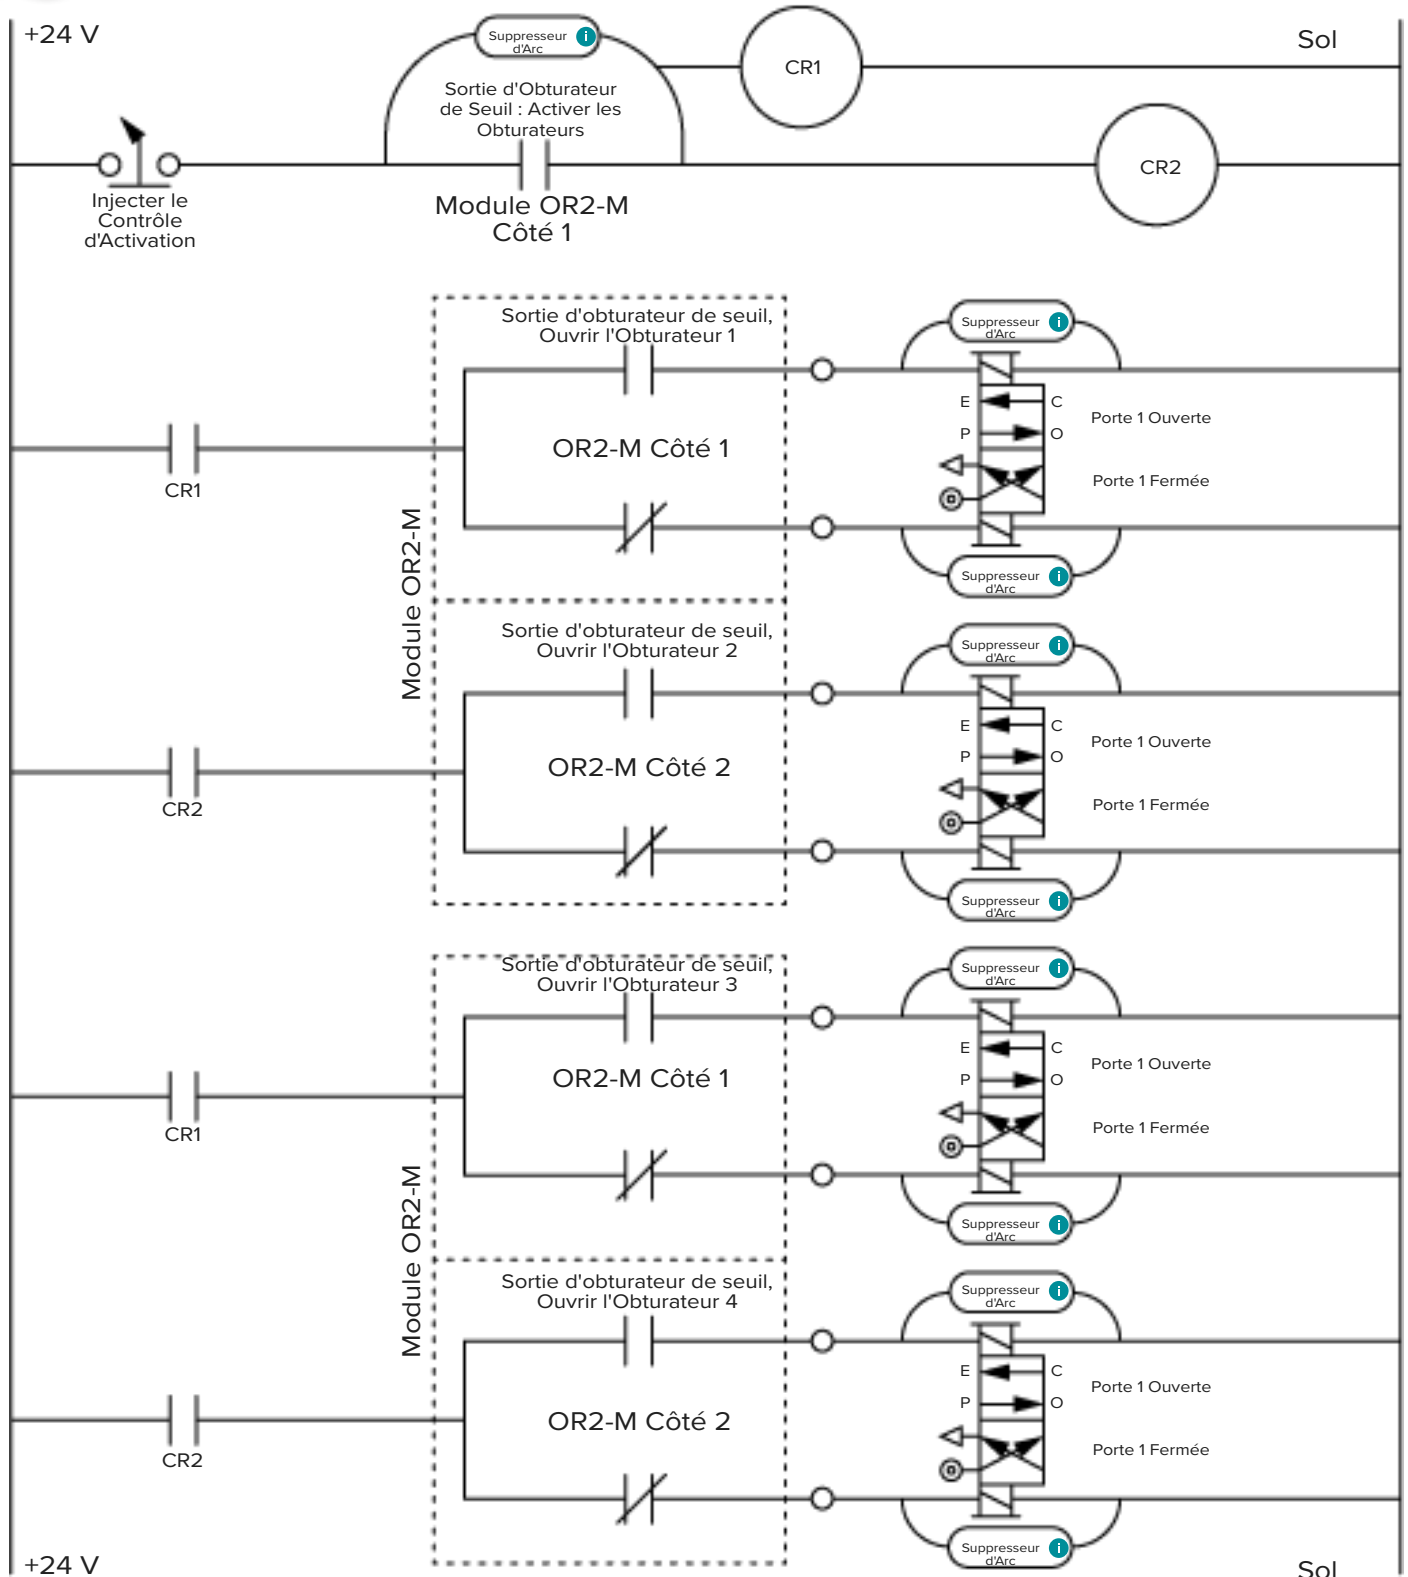 +24 V
Sol
Suppresseur i
d'Arc
CR1
Sortie d'Obturateur
de Seuil : Activer les
Obturateurs
CR2
Injecter le
Contrôle
d'Activation
Module OR2-M
Côté 1
Sortie d'obturateur de seuil,
Ouvrir l'Obturateur 1
Suppresseur i
d'Arc
E C
P O
Porte 1 Ouverte
OR2-M Côté 1
Porte 1 Fermée
CR1
Suppresseur i
d'Arc
Module OR2-M
Sortie d'obturateur de seuil,
Ouvrir l'Obturateur 2
Suppresseur i
d'Arc
E C
P O
Porte 1 Ouverte
OR2-M Côté 2
Porte 1 Fermée
CR2
Suppresseur i
d'Arc
Sortie d'obturateur de seuil,
Ouvrir l'Obturateur 3
Suppresseur i
d'Arc
E C
P O
Porte 1 Ouverte
OR2-M Côté 1
Porte 1 Fermée
CR1
Suppresseur i
d'Arc
Module OR2-M
Sortie d'obturateur de seuil,
Ouvrir l'Obturateur 4
Suppresseur i
d'Arc
E C
P O
Porte 1 Ouverte
OR2-M Côté 2
Porte 1 Fermée
CR2
Suppresseur i
d'Arc
+24 V
Sol